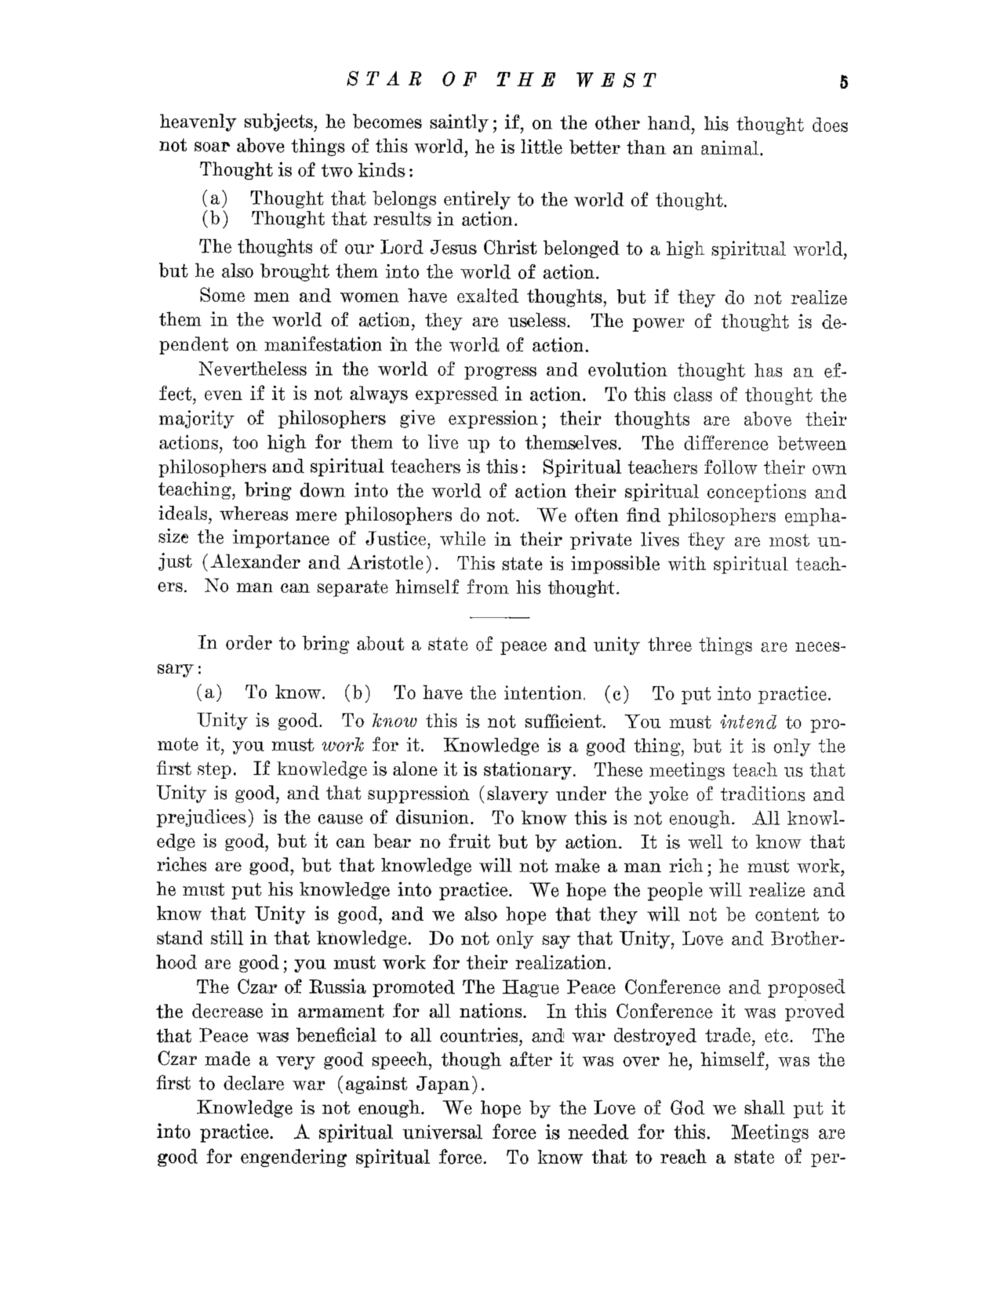 STAR OF THE WEST 5
heavenly subjects, he becomes saintly; if, on the other hand, his thought does
not soar above things of this world, he is little better than an animal.
Thought is of two kinds:
(a) Thought that belongs entirely to the world of thought.
(b) Thought that results in action.
The thoughts of our Lord Jesus Christ belonged to a high spiritual world,
but he also brought them into the world of action.
Some men and women have exalted thoughts, but if they do not realize
them in the world of action, they are useless. The power of thought is de-
pendent on manifestation in the world of action.
Nevertheless in the world of progress and evolution thought has an ef-
fect, even if it is not always expressed in action. To this class of thought the
majority of philosophers give expression; their thoughts are above their
actions, too high for them to live up to themselves. The difference between
philosophers and spiritual teachers is this: Spiritual teachers follow their own
teaching, bring down into the world of action their spiritual conceptions and
ideals, whereas mere philosophers do not. We often find philosophers empha-
size the importance of Justice, while in their private lives they are most un-
just (Alexander and Aristotle). This state is impossible with spiritual teach-
ers. No man can separate himself from his thought.
In order to bring about a state of peace and unity three things are neces-
sary:
(a) To know. (b) To have the intention. (c) To put into practice.
Unity is good. To know this is not sufficient. You must intend to pro-
mote it, you must work for it. Knowledge is a good thing, but it is only the
first step. If knowledge is alone it is stationary. These meetings teach us that
Unity is good, and that suppression (slavery under the yoke of traditions and
prejudices) is the cause of disunion. To know this is not enough. All knowl-
edge is good, but it can bear no fruit but by action. It is well to know that
riches are good, but that knowledge will not make a man rich; he must work,
he must put his knowledge into practice. We hope the people will realize and
know that Unity is good, and we also hope that they will not be content to
stand still in that knowledge. Do not only say that Unity, Love and Brother-
hood are good; you must work for their realization.
The Czar of Russia promoted The Hague Peace Conference and proposed
the decrease in armament for all nations. In this Conference it was proved
that Peace was beneficial to all countries, and war destroyed trade, etc. The
Czar made a very good speech, though after it was over he, himself, was the
first to declare war (against Japan).
Knowledge is not enough. We hope by the Love of God we shall put it
into practice. A spiritual universal force is needed for this. Meetings are
good for engendering spiritual force. To know that to reach a state of per-